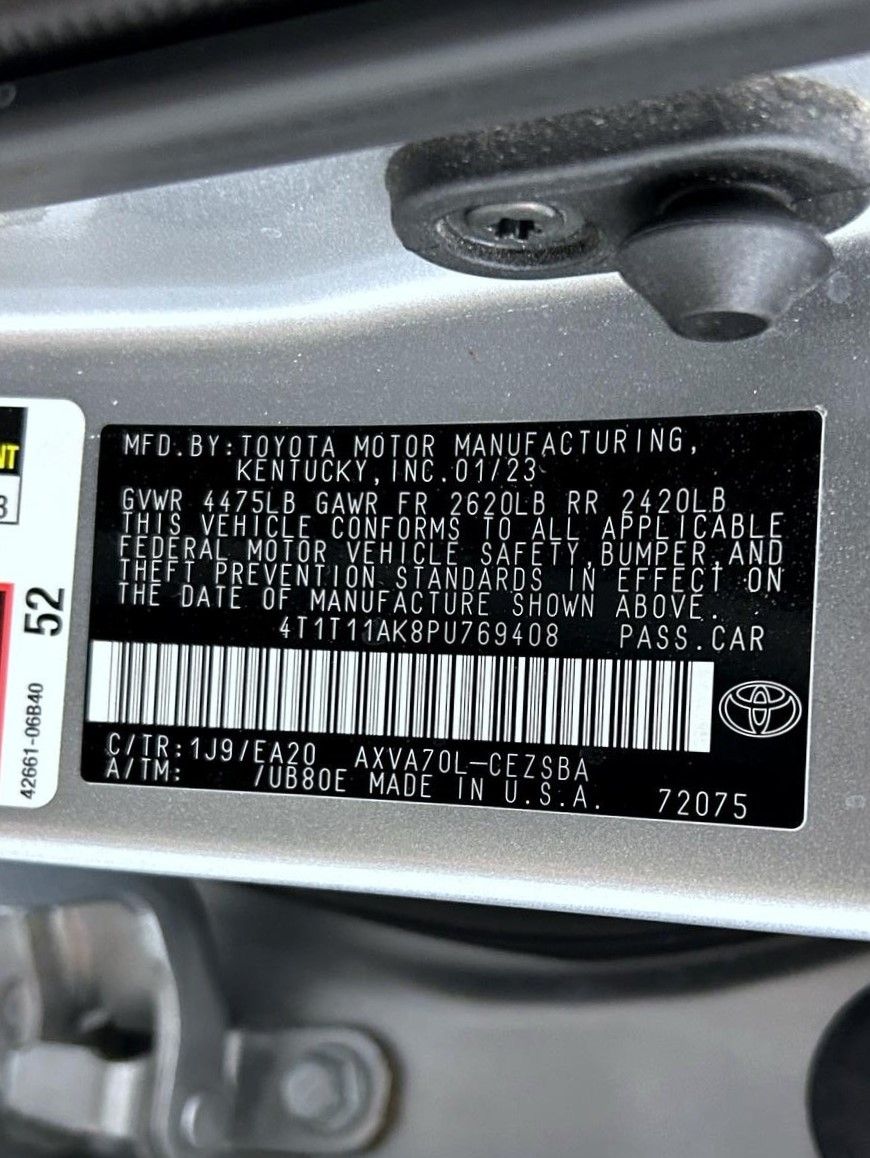 MFD.BY:TOYOTA MOTOR MANUFACTURING,
KENTUCKY,INC.01/23
GVWR 4475LB GAWR FR 2620LB RR 2420LB
THIS VEHICLE CONFORMS TO ALL APPLICABLE
FEDERAL MOTOR VEHICLE SAFETY,BUMPER,AND
THEFT PREVENTION STANDARDS IN EFFECT ON
THE DATE OF MANUFACTURE SHOWN ABOVE.
4T1T11AK8PU769408 PASS.CAR
C/TR:1J9/EA20 AXVA70L-CEZSBA
A/TM: /UB80E MADE IN U.S.A. 72075
NT
52
42661-06B40